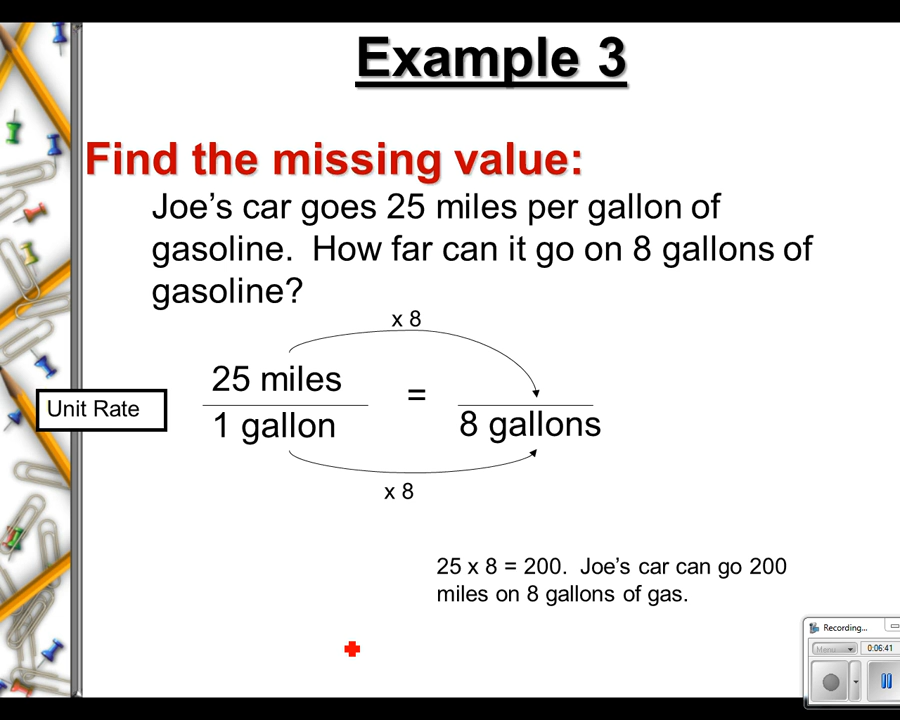 Example 3
Find the missing value:
Joe’s car goes 25 miles per gallon of
gasoline.  How far can it go on 8 gallons of
gasoline?
x 8
25 miles
=
1 gallon
8 gallons
Unit Rate
x 8
25 x 8 = 200.  Joe’s car can go 200
miles on 8 gallons of gas.
Recording...
Menu
0:06:41